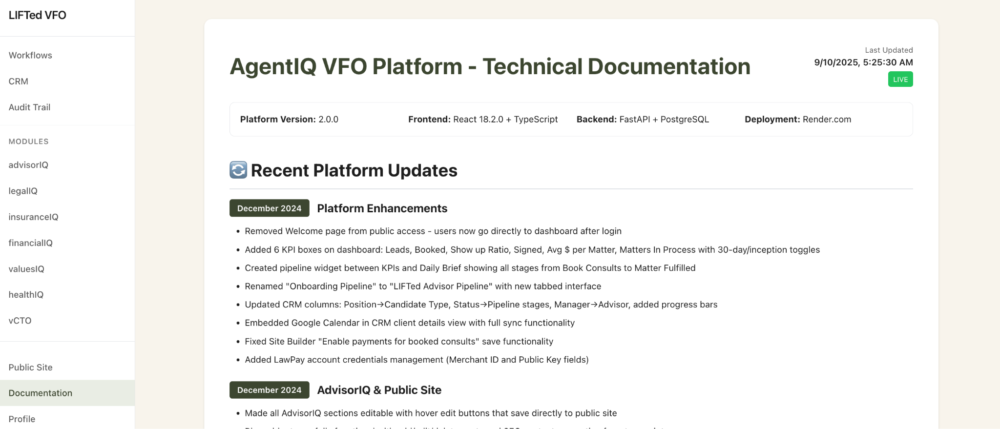 LIFTed VFO
Workflows
CRM
Audit Trail
MODULES
advisorIQ
legalIQ
insuranceIQ
financialIQ
valuesIQ
healthIQ
vCTO
Public Site
Documentation
Profile
AgentIQ VFO Platform - Technical Documentation
Last Updated
9/10/2025, 5:25:30 AM
LIVE
Platform Version: 2.0.0
Frontend: React 18.2.0 + TypeScript
Backend: FastAPI + PostgreSQL
Deployment: Render.com
Recent Platform Updates
December 2024 Platform Enhancements
• Removed Welcome page from public access - users now go directly to dashboard after login
• Added 6 KPI boxes on dashboard: Leads, Booked, Show up Ratio, Signed, Avg $ per Matter, Matters In Process with 30-day/inception toggles
• Created pipeline widget between KPIs and Daily Brief showing all stages from Book Consults to Matter Fulfilled
• Renamed "Onboarding Pipeline" to "LIFTed Advisor Pipeline" with new tabbed interface
• Updated CRM columns: Position→Candidate Type, Status→Pipeline stages, Manager→Advisor, added progress bars
• Embedded Google Calendar in CRM client details view with full sync functionality
• Fixed Site Builder "Enable payments for booked consults" save functionality
• Added LawPay account credentials management (Merchant ID and Public Key fields)
December 2024 AdvisorIQ & Public Site
• Made all AdvisorIQ sections editable with hover edit buttons that save directly to public site